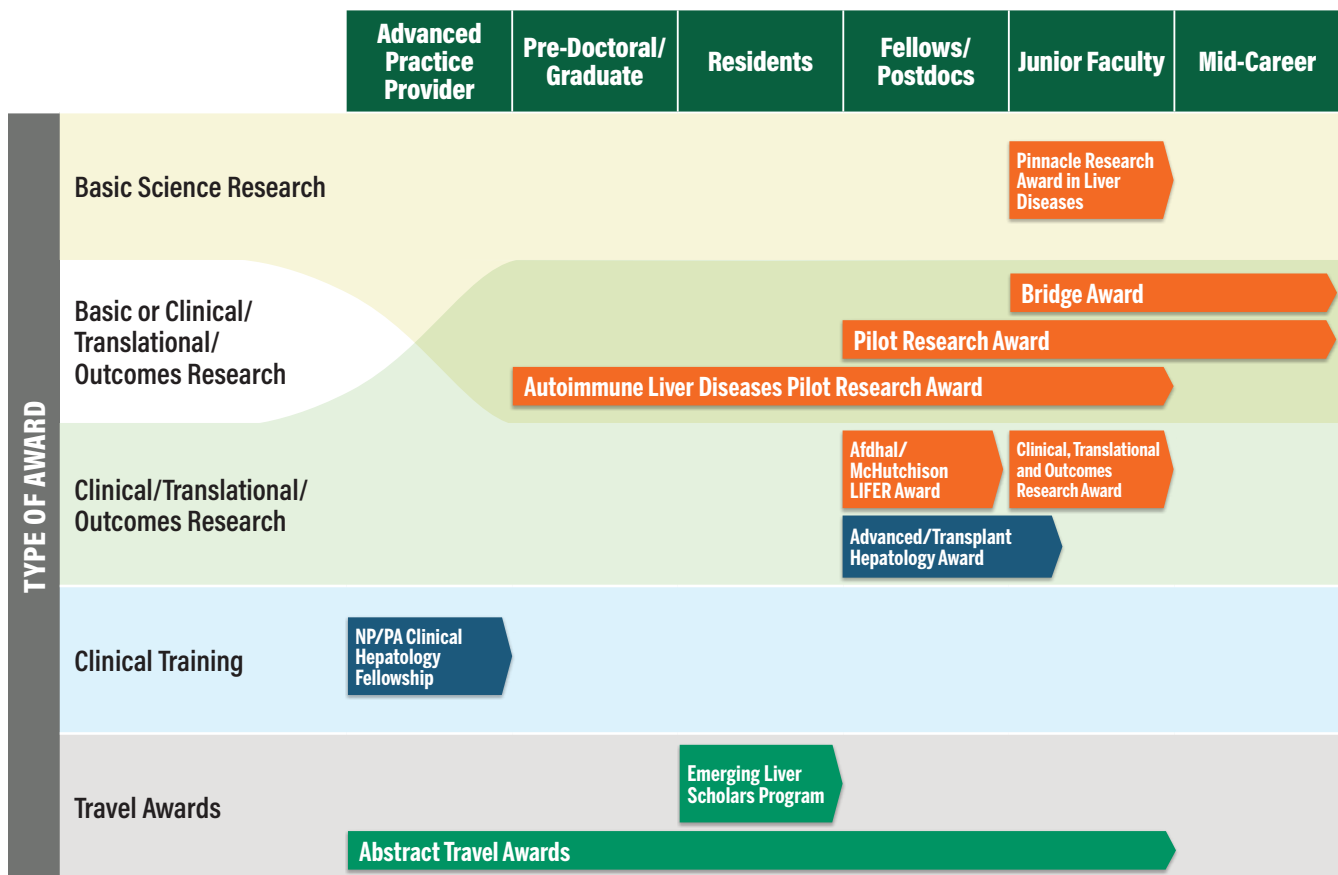 Advanced
Practice
Provider
Pre-Doctoral/
Graduate
Residents
Fellows/
Postdocs
Junior Faculty
Mid-Career
TYPE OF AWARD
Basic Science Research
Pinnacle Research
Award in Liver
Diseases
Basic or Clinical/
Translational/
Outcomes Research
Bridge Award
Pilot Research Award
Autoimmune Liver Diseases Pilot Research Award
Clinical/Translational/
Outcomes Research
Afdhal/
McHutchison
LIFER Award
Clinical, Translational
and Outcomes
Research Award
Advanced/Transplant
Hepatology Award
Clinical Training
NP/PA Clinical
Hepatology
Fellowship
Travel Awards
Emerging Liver
Scholars Program
Abstract Travel Awards